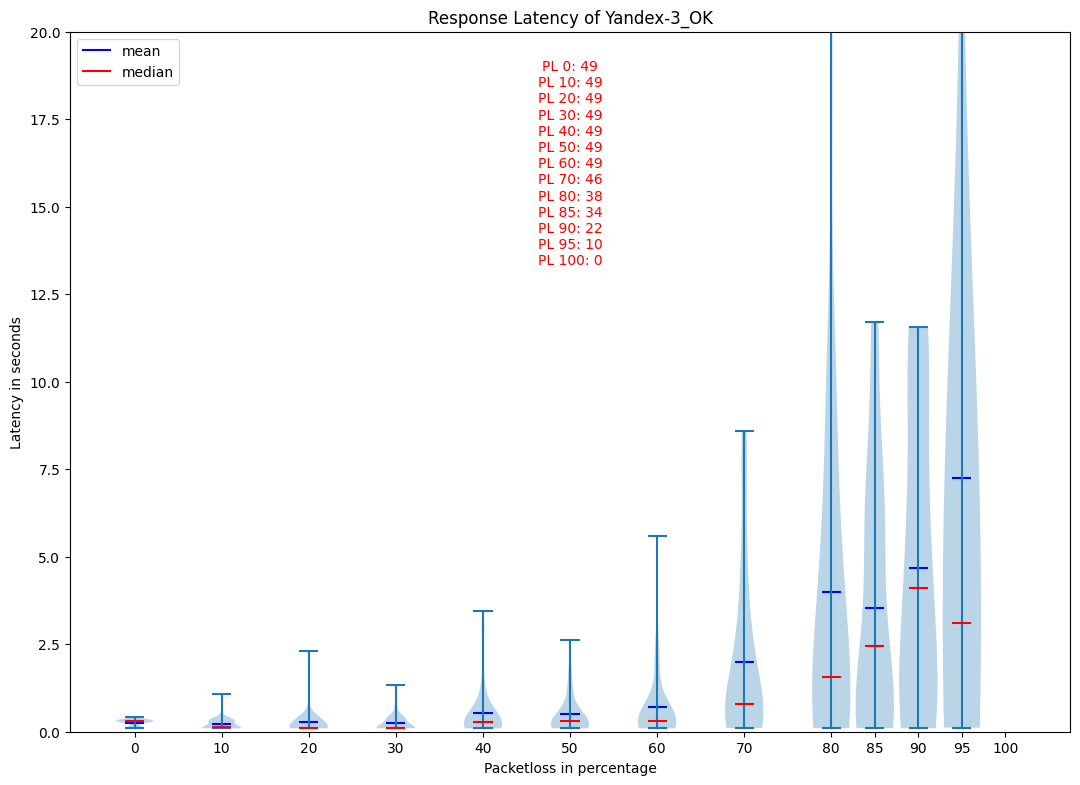 Response Latency of Yandex-3_OK
mean
median
PL 0: 49
PL 10: 49
PL 20: 49
PL 30: 49
PL 40: 49
PL 50: 49
PL 60: 49
PL 70: 46
PL 80: 38
PL 85: 34
PL 90: 22
PL 95: 10
PL 100: 0
Latency in seconds
20.0
17.5
15.0
12.5
10.0
7.5
5.0
2.5
0.0
0 10 20 30 40 50 60 70 80 85 90 95 100
Packetloss in percentage